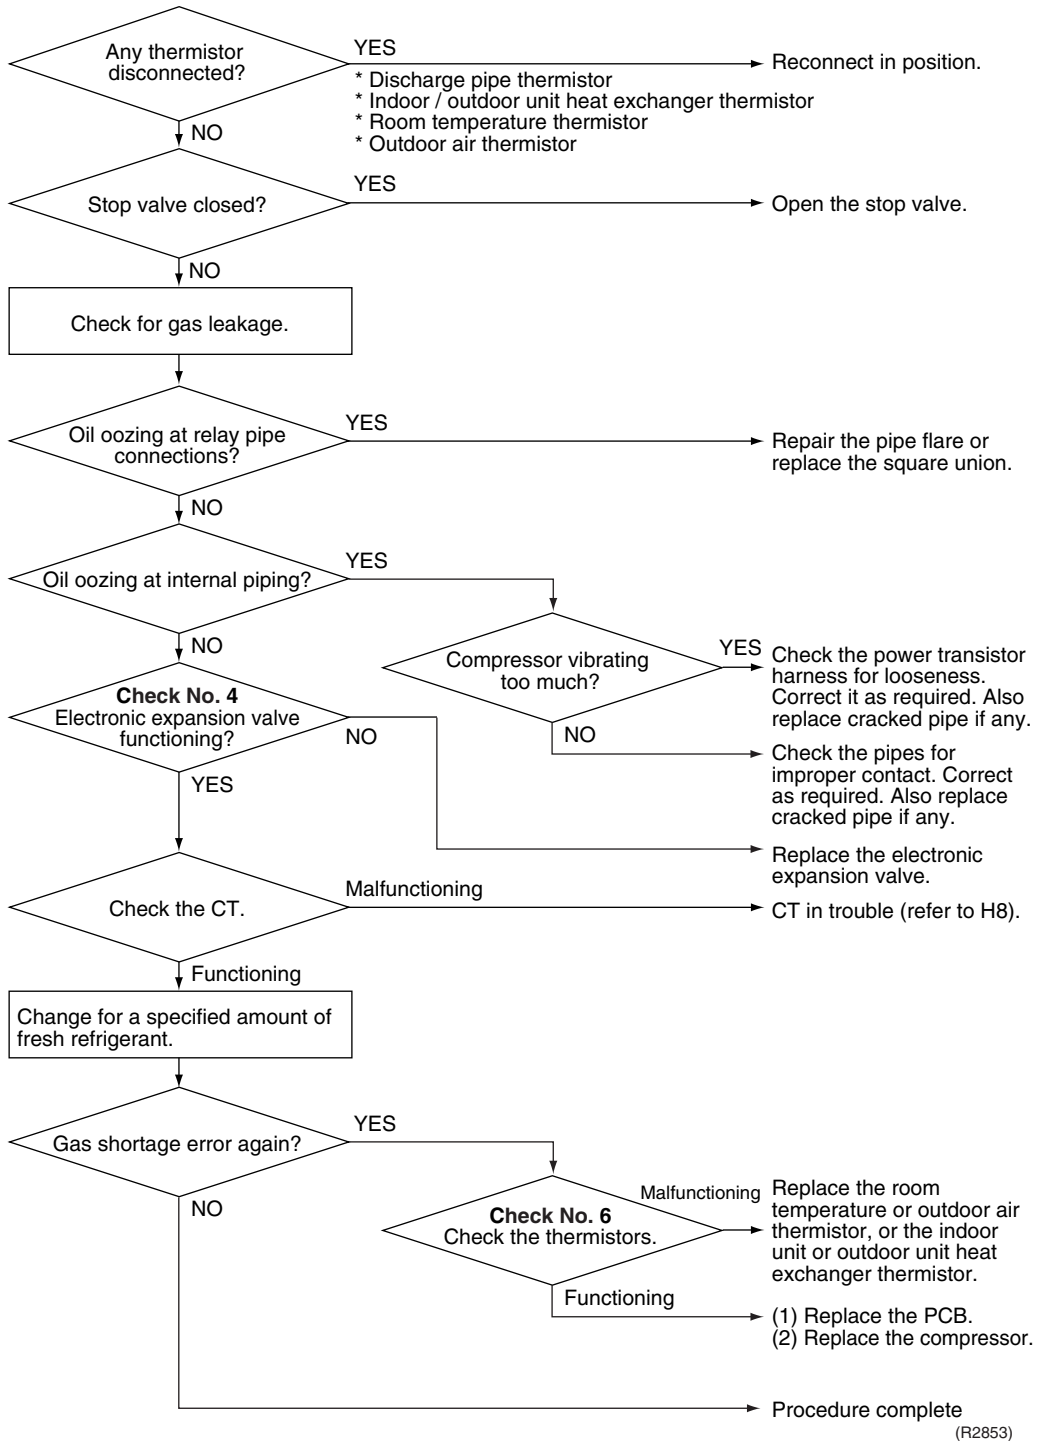 Any thermistor
disconnected?
YES
Reconnect in position.
* Discharge pipe thermistor
* Indoor / outdoor unit heat exchanger thermistor
* Room temperature thermistor
* Outdoor air thermistor
NO
Stop valve closed?
YES
Open the stop valve.
NO
Check for gas leakage.
Oil oozing at relay pipe
connections?
YES
Repair the pipe flare or
replace the square union.
NO
Oil oozing at internal piping?
YES
Compressor vibrating
too much?
YES
Check the power transistor
harness for looseness.
Correct it as required. Also
replace cracked pipe if any.
NO
Check the pipes for
improper contact. Correct
as required. Also replace
cracked pipe if any.
NO
Check No. 4
Electronic expansion valve
functioning?
NO
Replace the electronic
expansion valve.
YES
Check the CT.
Malfunctioning
CT in trouble (refer to H8).
Functioning
Change for a specified amount of
fresh refrigerant.
Gas shortage error again?
YES
Check No. 6
Check the thermistors.
Malfunctioning
Replace the room
temperature or outdoor air
thermistor, or the indoor
unit or outdoor unit heat
exchanger thermistor.
Functioning
(1) Replace the PCB.
(2) Replace the compressor.
NO
Procedure complete
(R2853)